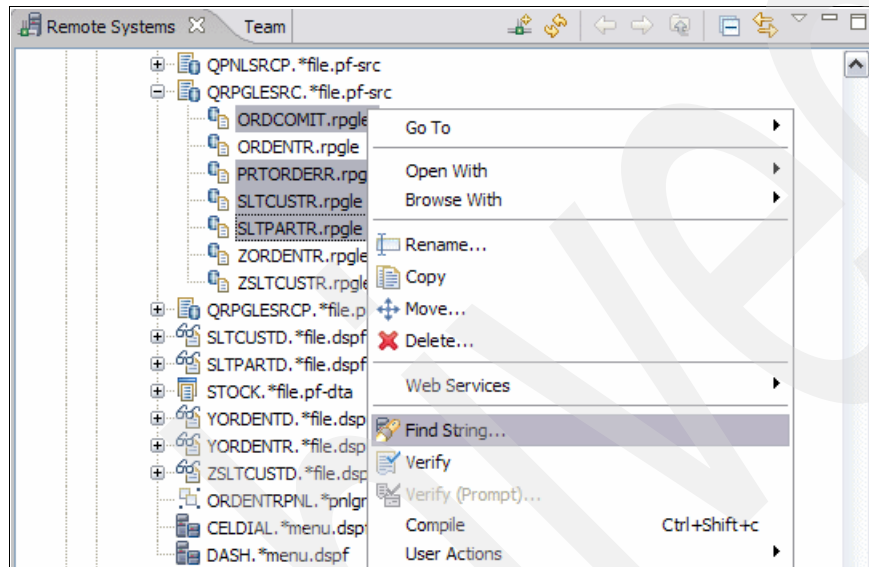 Remote Systems Team
QPNLSRCP.*file.pf-src
QRPGLESRC.*file.pf-src
ORDCOMIT.rpgle
ORDENTR.rpgle
PRTORDERR.rpg
SLTCUSTR.rpgle
SLTPARTR.rpgle
ZORDENTR.rpgle
ZSLTCUSTR.rpgle
QRPGLESRCP.*file.p
SLTCUSTD.*file.dspf
SLTPARTD.*file.dspf
STOCK.*file.pf-dta
YORDENTD.*file.dsp
YORDENTR.*file.dsp
ZSLTCUSTD.*file.dsp
ORDENTRPNL.*pnlgr
CELDIAL.*menu.dspf
DASH.*menu.dspf
Go To
Open With
Browse With
Rename...
Copy
Move...
Delete...
Web Services
Find String...
Verify
Verify (Prompt)...
Compile Ctrl+Shift+c
User Actions